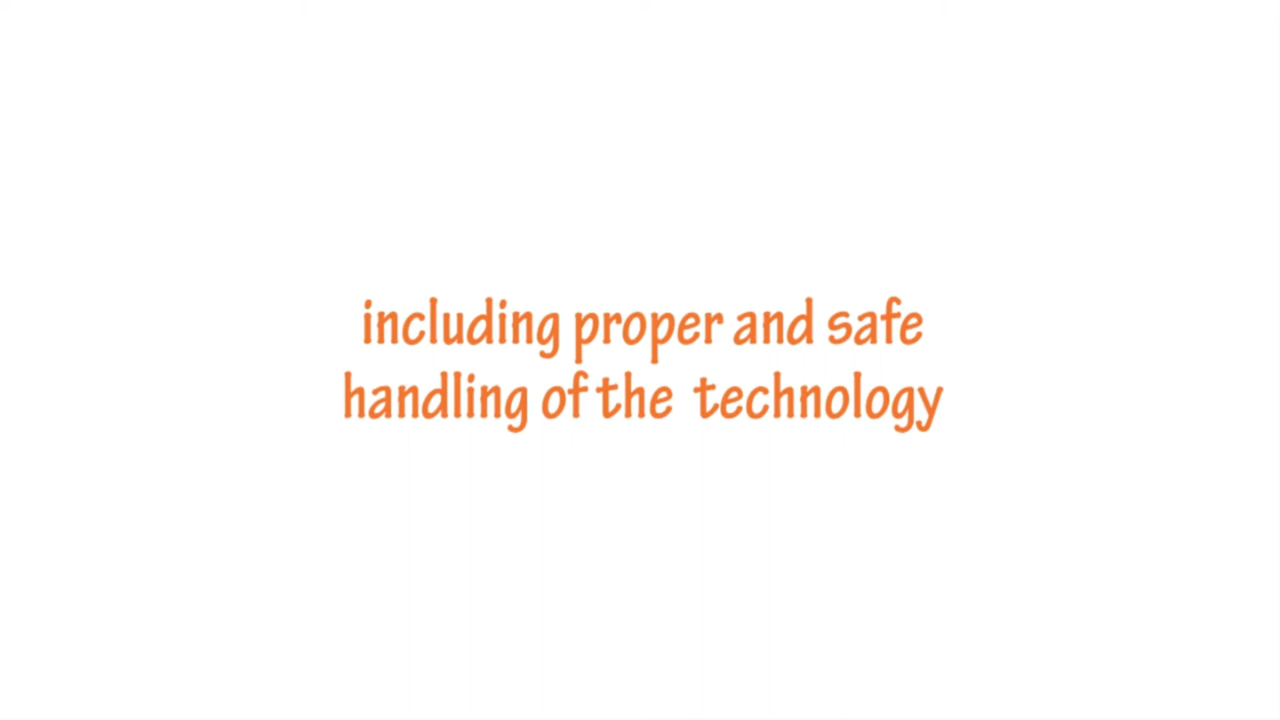 including proper and safe
handling of the technology